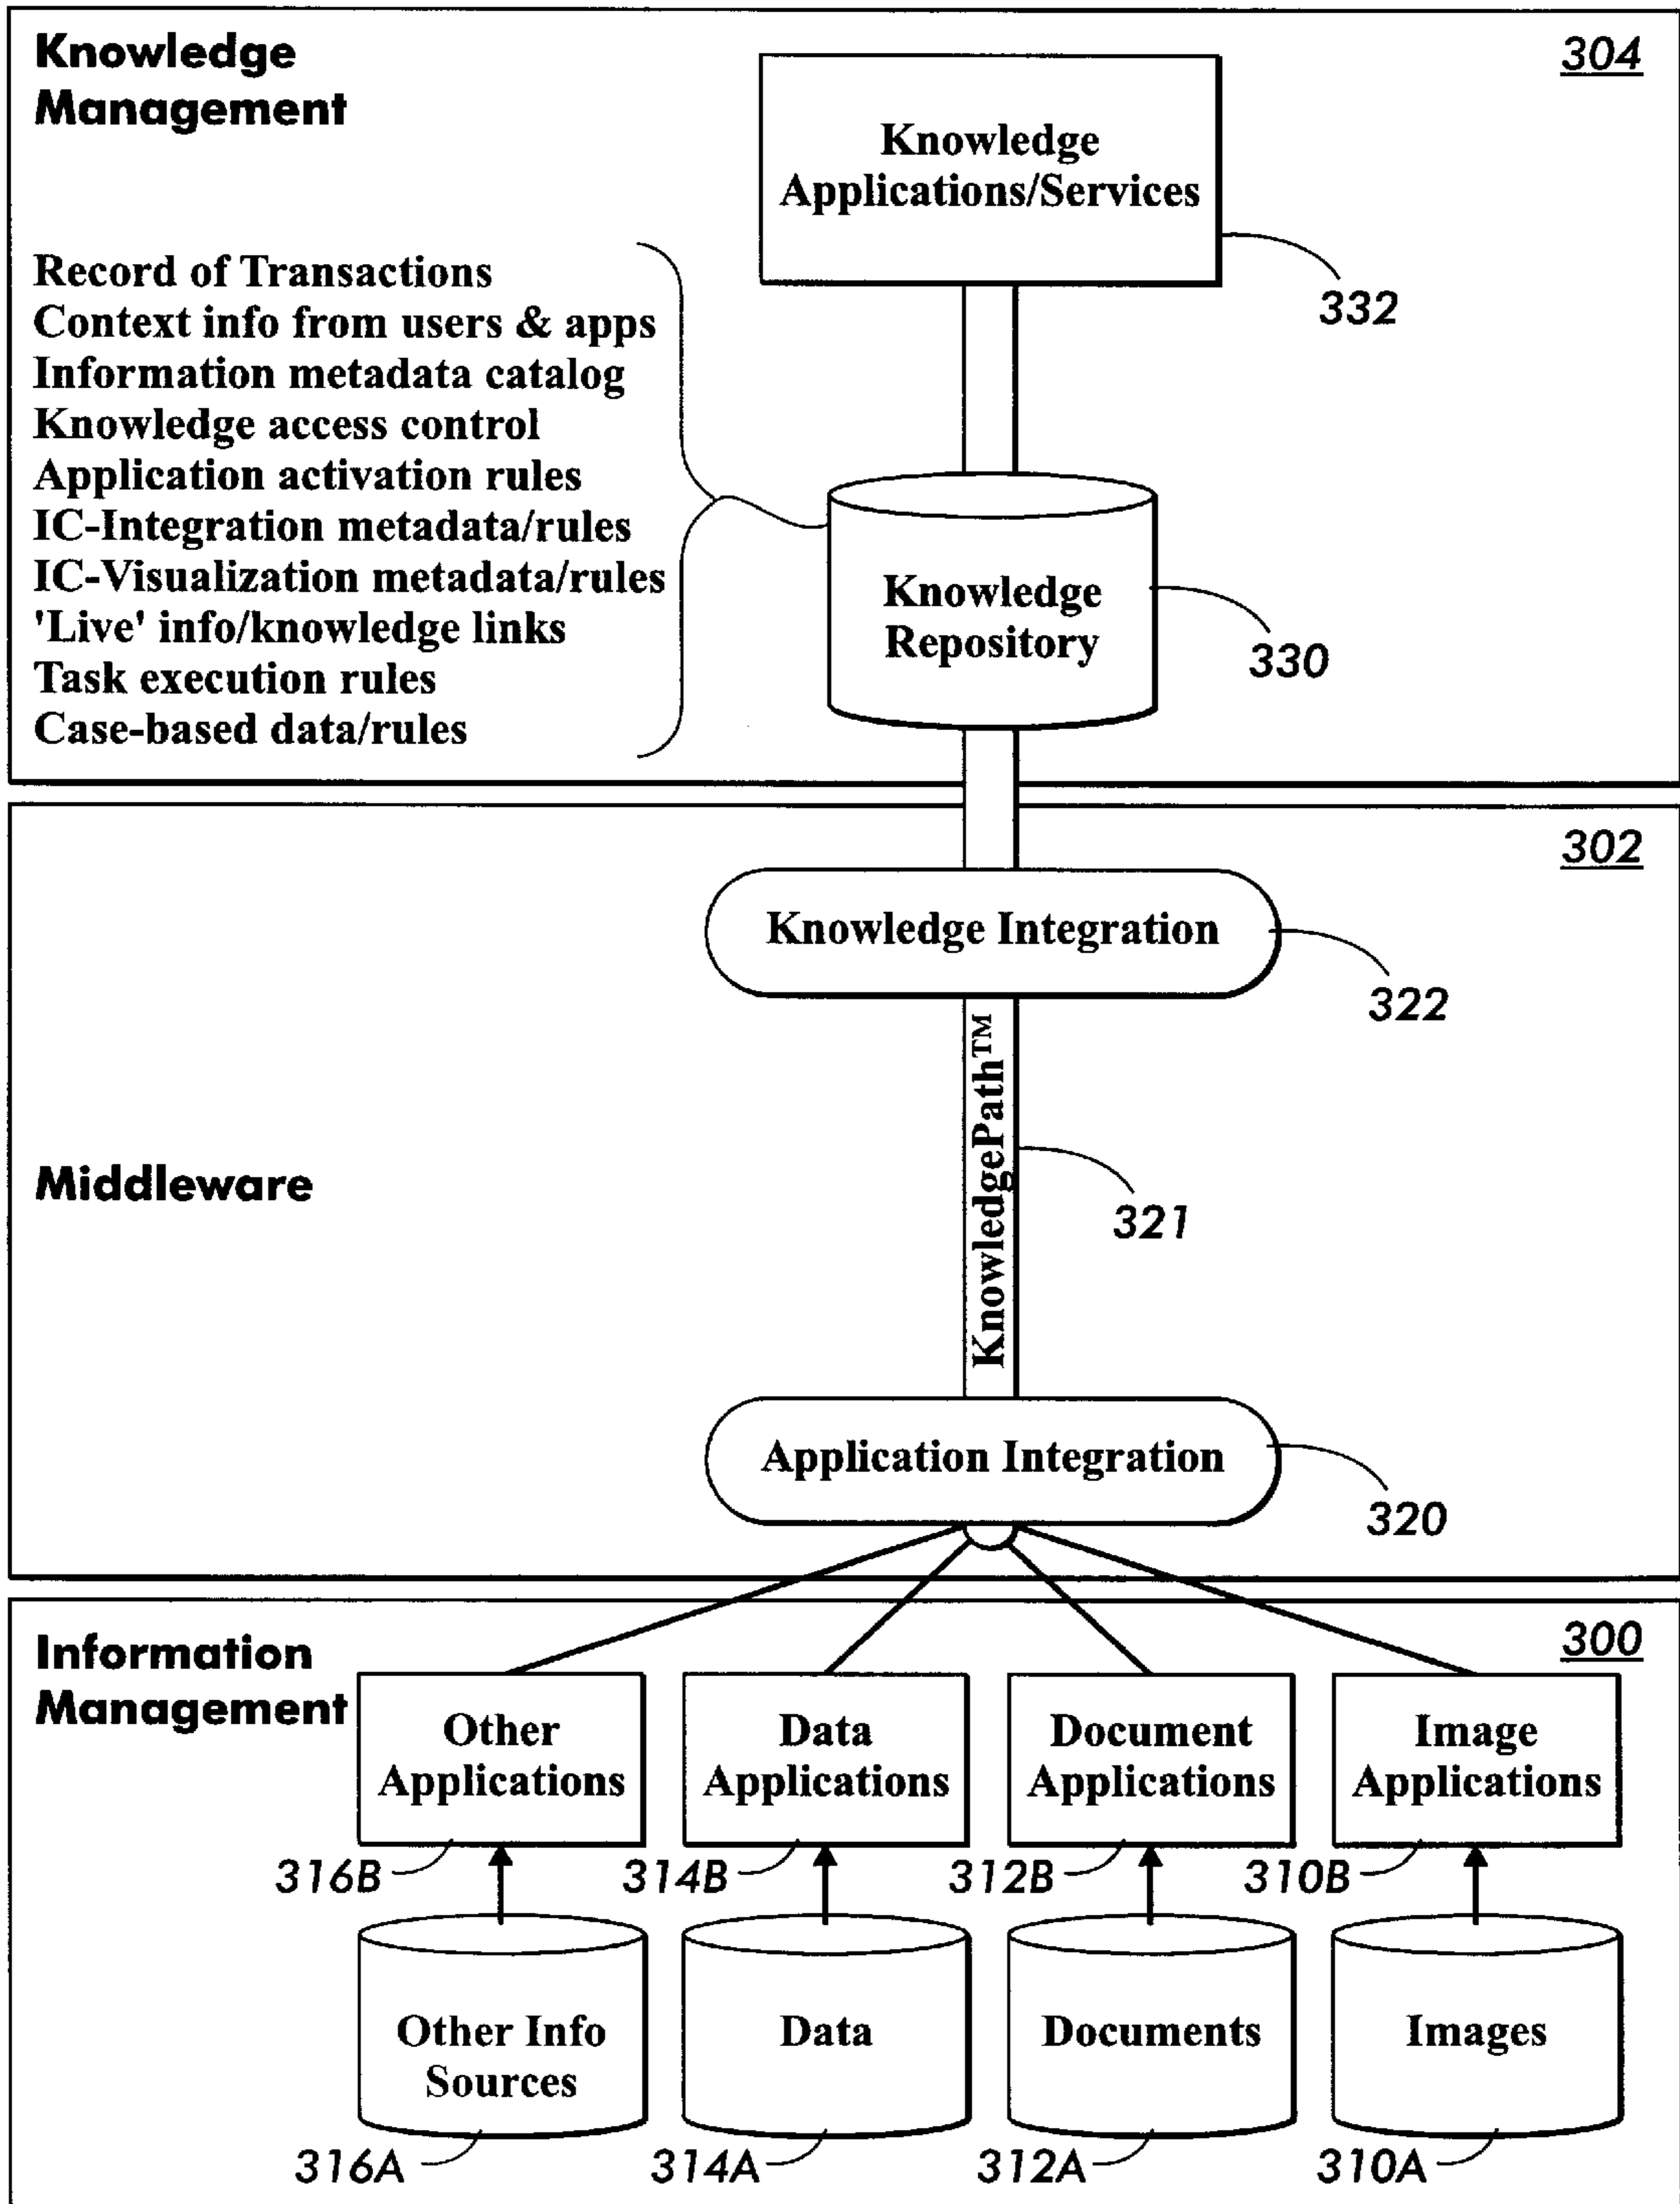 Knowledge
Management
304
Knowledge
Applications/Services
332
Record of Transactions
Context info from users & apps
Information metadata catalog
Knowledge access control
Application activation rules
IC-Integration metadata/rules
IC-Visualization metadata/rules
'Live' info/knowledge links
Task execution rules
Case-based data/rules
Knowledge
Repository
330
302
Knowledge Integration
322
KnowledgePath™
Middleware
321
Application Integration
320
Information
Management
300
Other
Applications
Data
Applications
Document
Applications
Image
Applications
316B
314B
312B
310B
Other Info
Sources
Data
Documents
Images
316A
314A
312A
310A